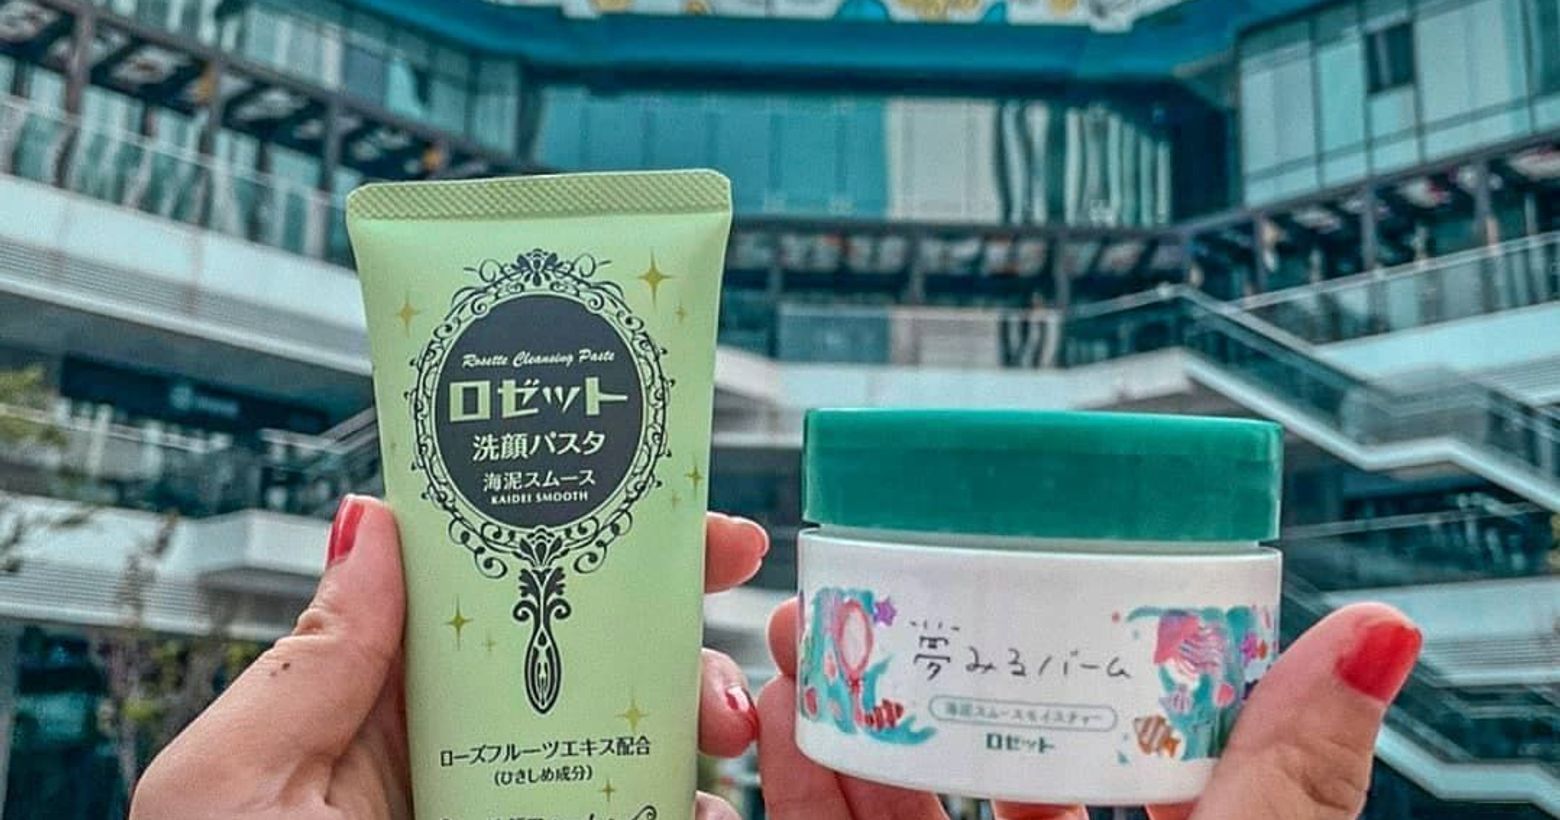 Rosette Cleansing Paste
ロゼット
洗顔パスタ
海泥スムース
KAIDEI SMOOTH
ローズフルーツエキス配合
(ひきしめ成分)
夢みるバーム
海泥スムースモイスチャー
ロゼット